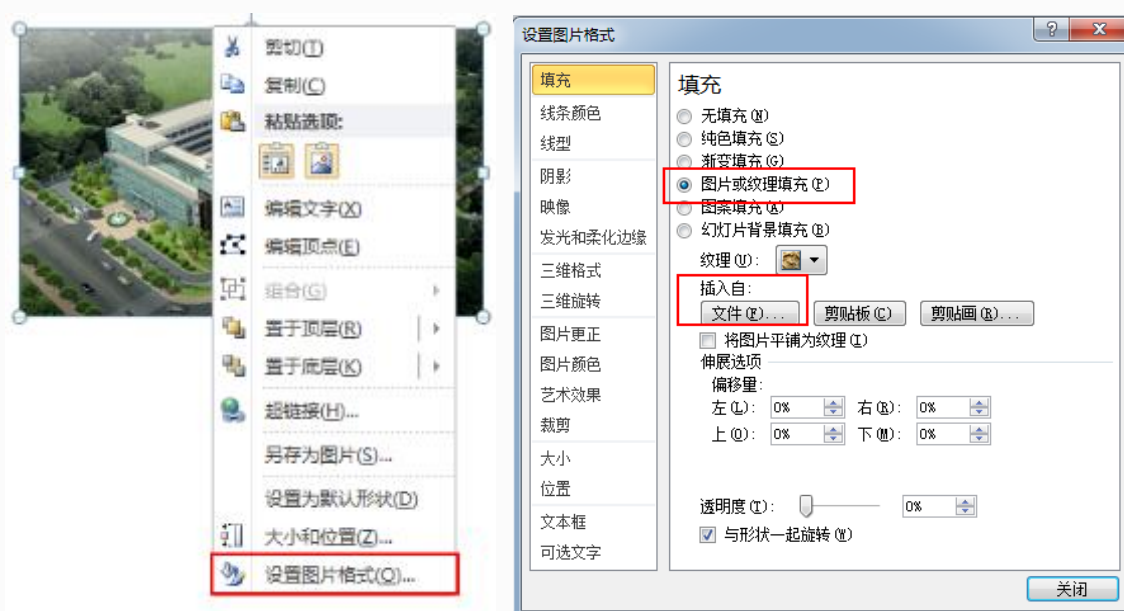 剪切(T)
复制(C)
粘贴选项:
编辑文字(X)
编辑顶点(E)
组合(G)
置于顶层(R)
置于底层(K)
超链接(H)...
另存为图片(S)...
设置为默认形状(D)
大小和位置(Z)...
设置图片格式(O)...
设置图片格式
填充
线条颜色
线型
阴影
映像
发光和柔化边缘
三维格式
三维旋转
图片更正
图片颜色
艺术效果
裁剪
大小
位置
文本框
可选文字
填充
无填充(N)
纯色填充(S)
渐变填充(G)
图片或纹理填充(P)
图案填充(A)
幻灯片背景填充(B)
纹理(U):
插入自:
文件(F)... 剪贴板(C) 剪贴画(R)...
将图片平铺为纹理(I)
伸展选项
偏移量:
左(L): 0% 右(R): 0%
上(O): 0% 下(M): 0%
透明度(T): 0%
与形状一起旋转(W)
关闭